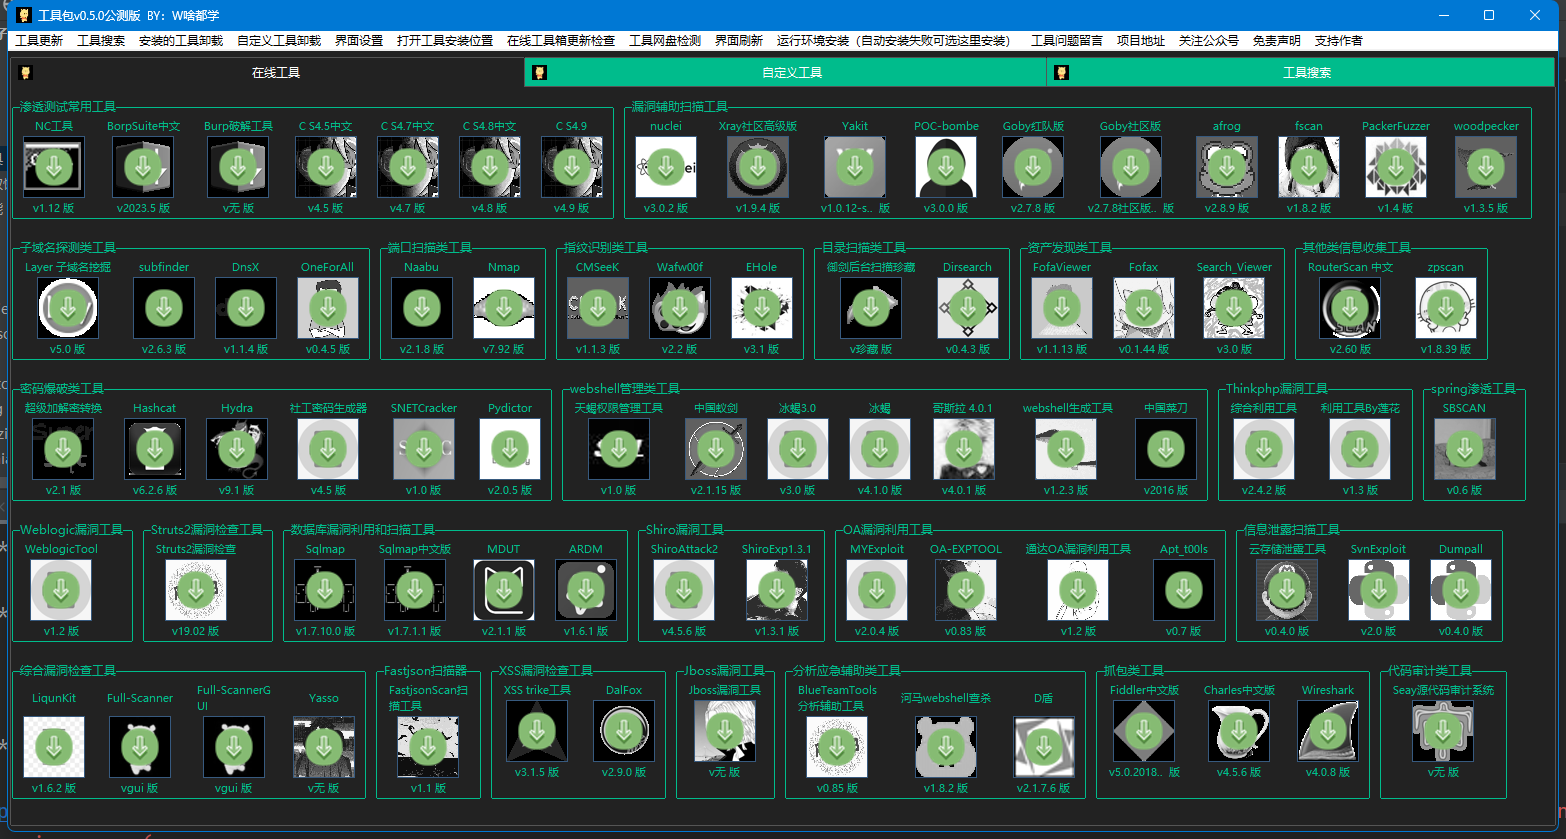 工具包v0.5.0公测版 BY: W啥都学
工具更新 工具搜索 安装的工具卸载 自定义工具卸载 界面设置 打开工具安装位置 在线工具箱更新检查 工具网盘检测 界面刷新 运行环境安装（自动安装失败可选这里安装） 工具问题留言 项目地址 关注公众号 免责声明 支持作者
在线工具 自定义工具 工具搜索
渗透测试常用工具 漏洞辅助扫描工具
NC工具 BorpSuite中文 Burp破解工具 C S4.5中文 C S4.7中文 C S4.8中文 C S4.9 nuclei Xray社区高级版 Yakit POC-bombe Goby红队版 Goby社区版 afrog fscan PackerFuzzer woodpecker
v1.12 版 v2023.5 版 v无 版 v4.5 版 v4.7 版 v4.8 版 v4.9 版 v3.0.2 版 v1.9.4 版 v1.0.12-s.. 版 v3.0.0 版 v2.7.8 版 v2.7.8社区版.. 版 v2.8.9 版 v1.8.2 版 v1.4 版 v1.3.5 版
子域名探测类工具 端口扫描类工具 指纹识别类工具 目录扫描类工具 资产发现类工具 其他类信息收集工具
Layer 子域名挖掘 subfinder DnsX OneForAll Naabu Nmap CMSeeK Wafw00f EHole 御剑后台扫描珍藏 Dirsearch FofaViewer Fofax Search_Viewer RouterScan 中文 zpscan
v5.0 版 v2.6.3 版 v1.1.4 版 v0.4.5 版 v2.1.8 版 v7.92 版 v1.1.3 版 v2.2 版 v3.1 版 v珍藏 版 v0.4.3 版 v1.1.13 版 v0.1.44 版 v3.0 版 v2.60 版 v1.8.39 版
密码爆破类工具 webshell管理类工具 Thinkphp漏洞工具 spring渗透工具
超级加解密转换 Hashcat Hydra 社工密码生成器 SNETCracker Pydictor 天蝎权限管理工具 中国蚁剑 冰蝎3.0 冰蝎 哥斯拉 4.0.1 webshell生成工具 中国菜刀 综合利用工具 利用工具By莲花 SBSCAN
v2.1 版 v6.2.6 版 v9.1 版 v4.5 版 v1.0 版 v2.0.5 版 v1.0 版 v2.1.15 版 v3.0 版 v4.1.0 版 v4.0.1 版 v1.2.3 版 v2016 版 v2.4.2 版 v1.3 版 v0.6 版
Weblogic漏洞工具 Struts2漏洞检查工具 数据库漏洞利用和扫描工具 Shiro漏洞工具 OA漏洞利用工具 信息泄露扫描工具
WeblogicTool Struts2漏洞检查 Sqlmap Sqlmap中文版 MDUT ARDM ShiroAttack2 ShiroExp1.3.1 MYExploit OA-EXPTOOL 通达OA漏洞利用工具 Apt_t00ls 云存储泄露工具 SvnExploit Dumpall
v1.2 版 v19.02 版 v1.7.10.0 版 v1.7.1.1 版 v2.1.1 版 v1.6.1 版 v4.5.6 版 v1.3.1 版 v2.0.4 版 v0.83 版 v1.2 版 v0.7 版 v0.4.0 版 v2.0 版 v0.4.0 版
综合漏洞检查工具 Fastjson扫描器 XSS漏洞检查工具 Jboss漏洞工具 分析应急辅助类工具 抓包类工具 代码审计类工具
LiqunKit Full-Scanner Full-ScannerG
UI Yasso FastjsonScan扫
描工具 XSS trike工具 DalFox Jboss漏洞工具 BlueTeamTools
分析辅助工具 河马webshell查杀 D盾 Fiddler中文版 Charles中文版 Wireshark Seay源代码审计系统
v1.6.2 版 vgui 版 vgui 版 v无 版 v1.1 版 v3.1.5 版 v2.9.0 版 v无 版 v0.85 版 v1.8.2 版 v2.1.7.6 版 v5.0.2018.. 版 v4.5.6 版 v4.0.8 版 v无 版